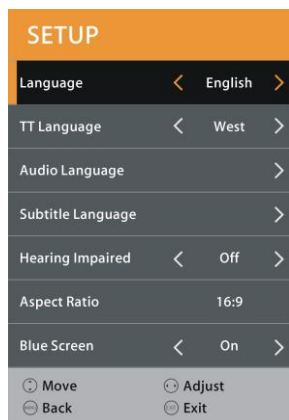 SETUP
Language < English >
TT Language < West >
Audio Language >
Subtitle Language >
Hearing Impaired < Off >
Aspect Ratio 16:9
Blue Screen < On >
Move Adjust
Back Exit